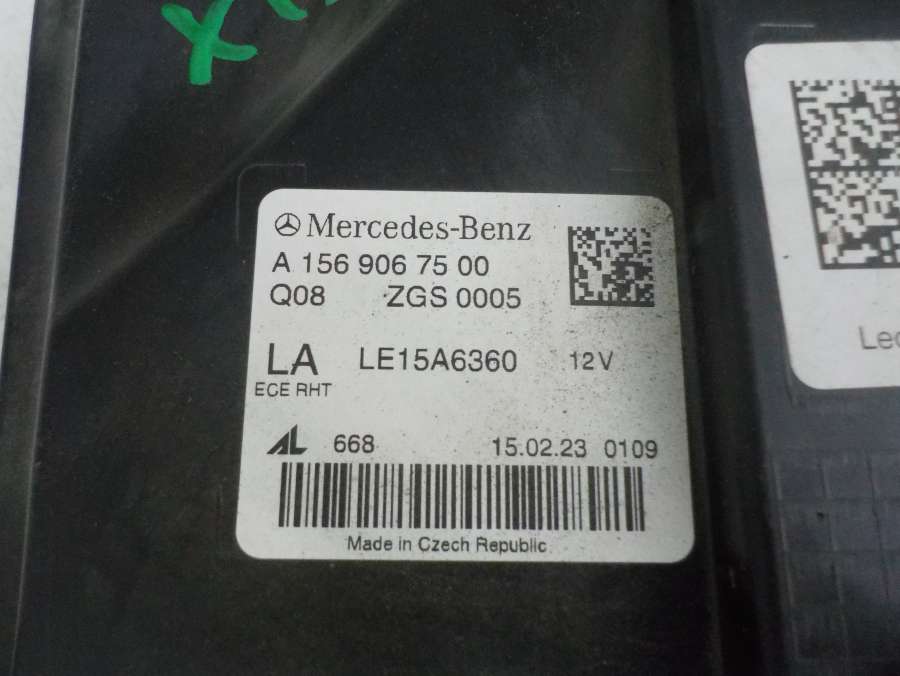 Mercedes-Benz
A 156 906 75 00
Q08 ZGS 0005
LA LE15A6360 12V
ECE RHT
AL 668 15.02.23 0109
Made in Czech Republic